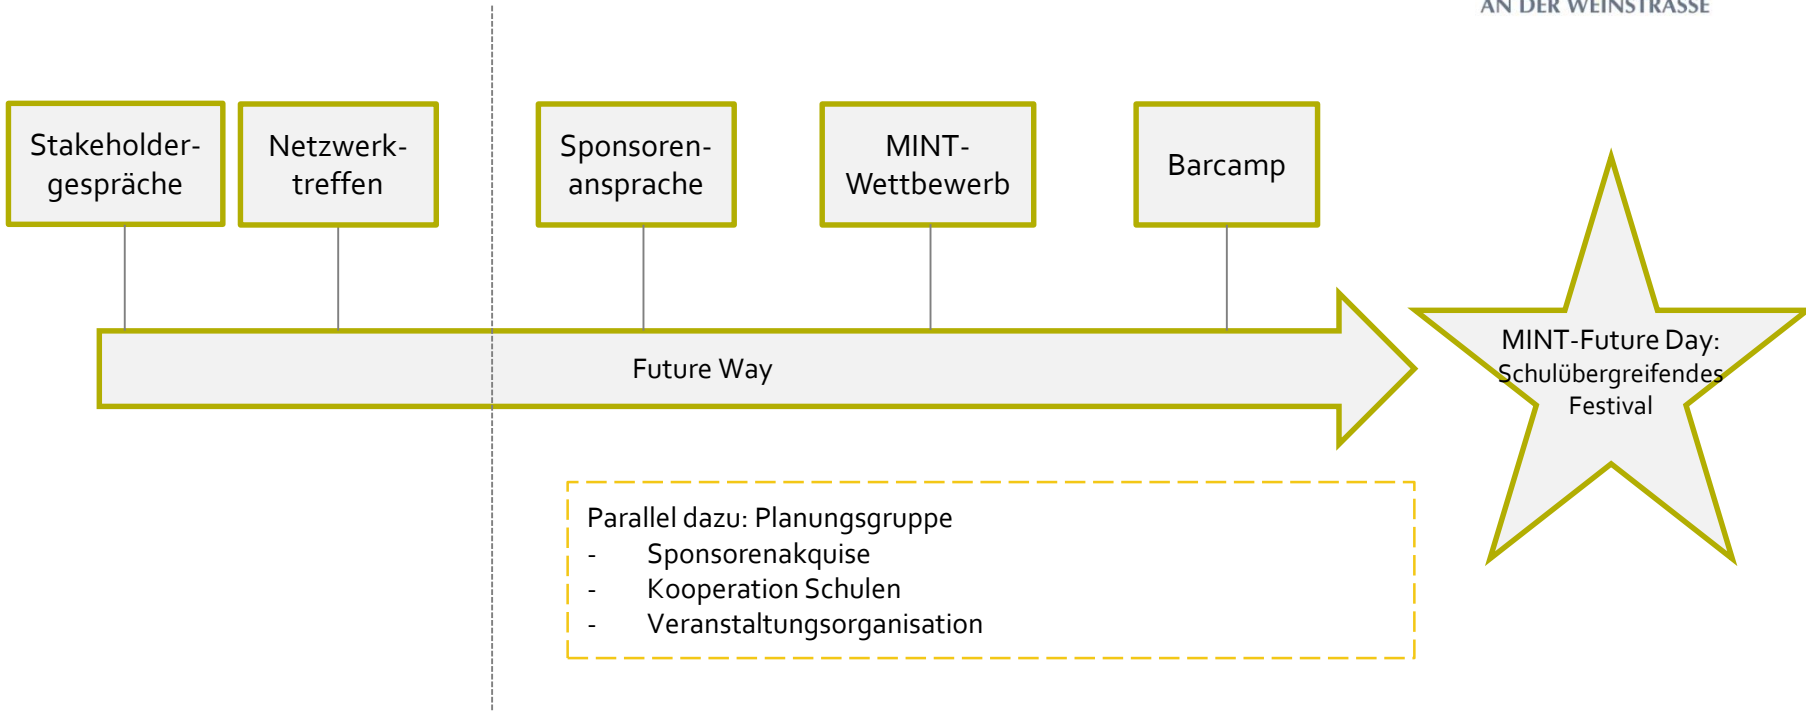 AN DER WEINSTRASSE
Stakeholder-
gespräche
Netzwerk-
treffen
Sponsoren-
ansprache
MINT-
Wettbewerb
Barcamp
Future Way
MINT-Future Day:
Schulübergreifendes
Festival
Parallel dazu: Planungsgruppe
- Sponsorenakquise
- Kooperation Schulen
- Veranstaltungsorganisation